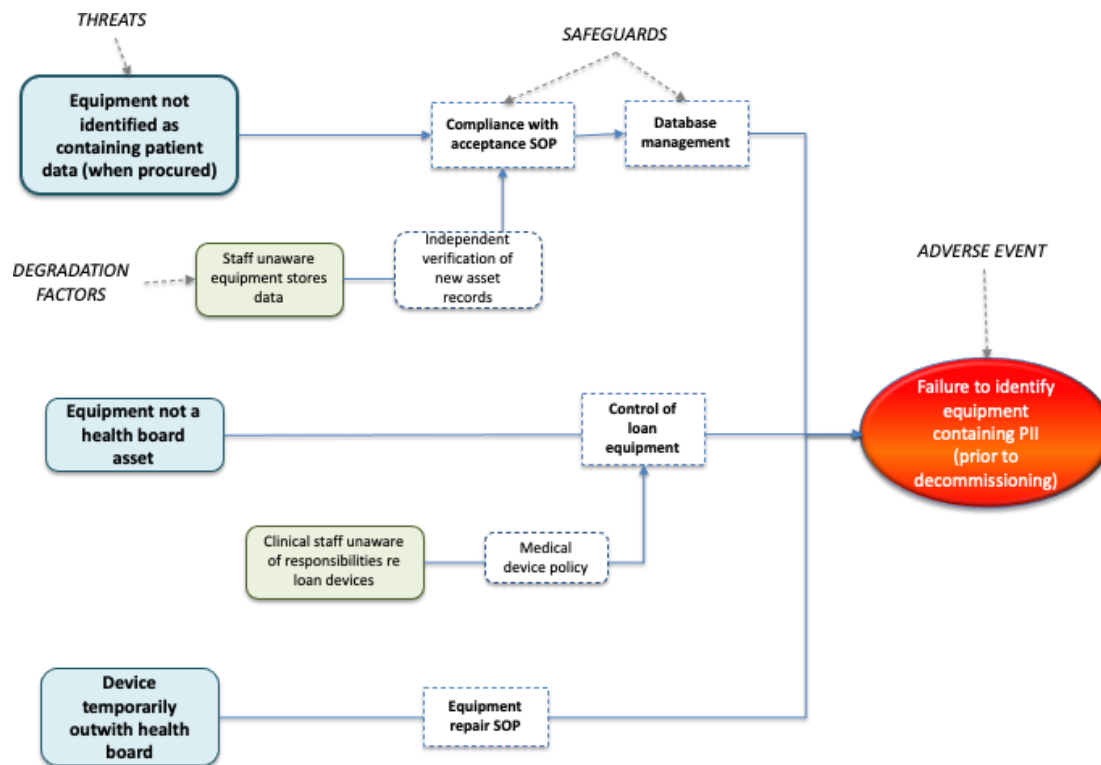 THREATS
SAFEGUARDS
Equipment not
identified as
containing patient
data (when procured)
Compliance with
acceptance SOP
Database
management
DEGRADATION
FACTORS
Staff unaware
equipment stores
data
Independent
verification of
new asset
records
ADVERSE EVENT
Equipment not a
health board
asset
Control of
loan
equipment
Failure to identify
equipment
containing PII
(prior to
decommissioning)
Clinical staff unaware
of responsibilities re
loan devices
Medical
device policy
Device
temporarily
outwith health
board
Equipment
repair SOP